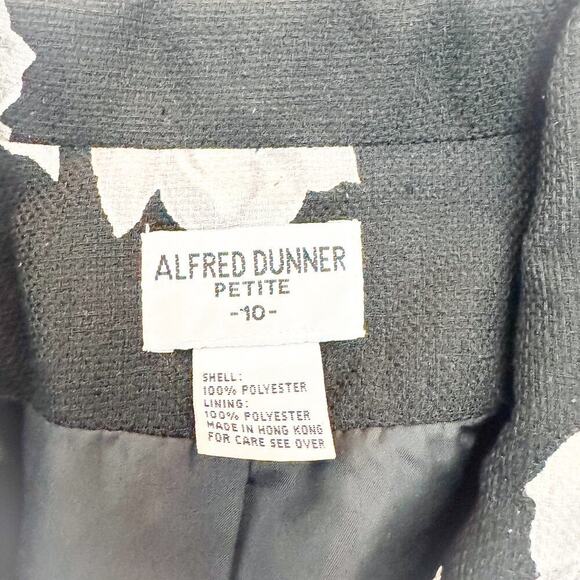 ALFRED DUNNER
PETITE
-10-
SHELL:
100% POLYESTER
LINING:
100% POLYESTER
MADE IN HONG KONG
FOR CARE SEE OVER